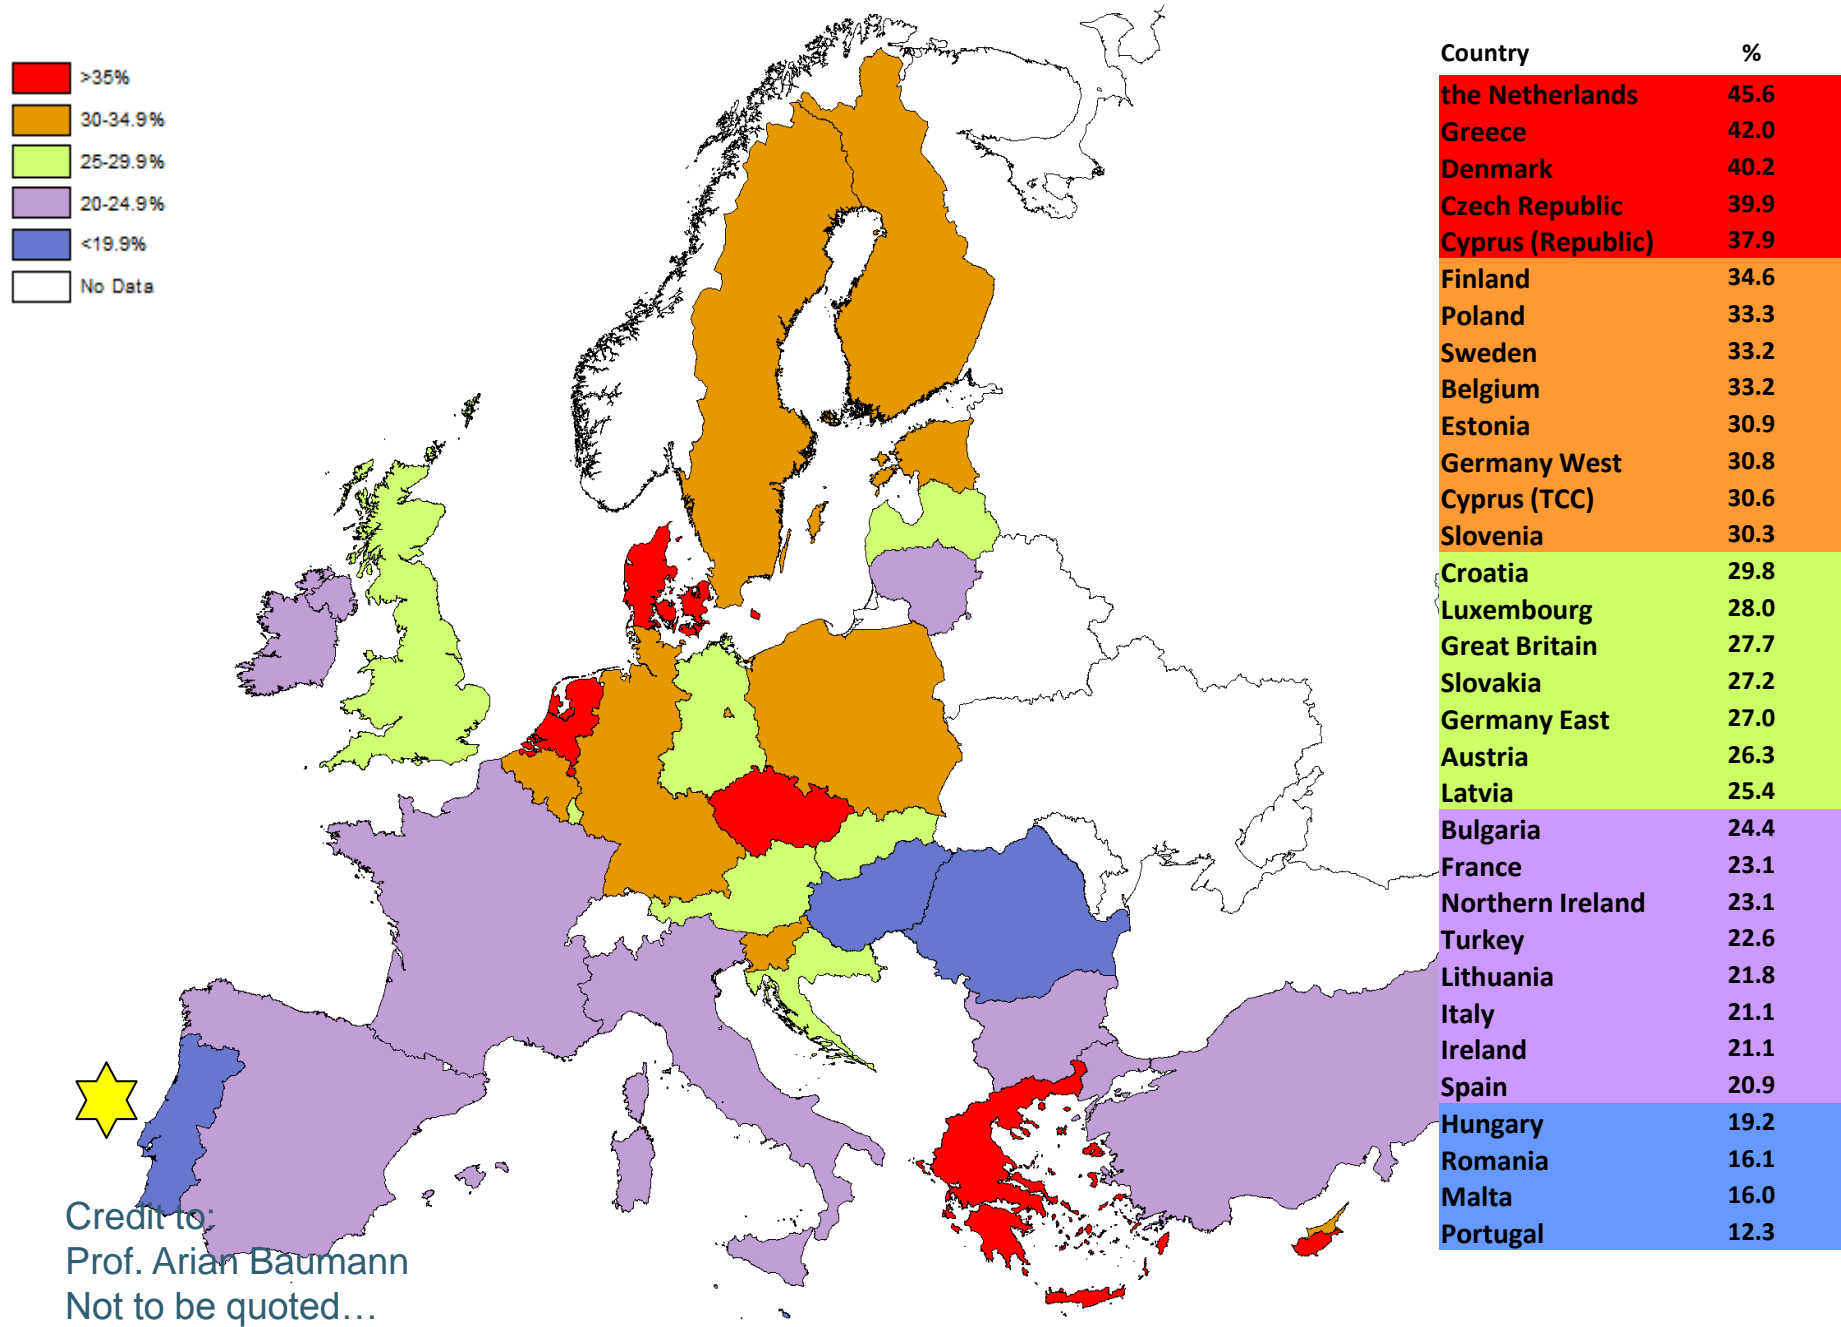 >35%
30-34.9%
25-29.9%
20-24.9%
<19.9%
No Data
Country %
the Netherlands 45.6
Greece 42.0
Denmark 40.2
Czech Republic 39.9
Cyprus (Republic) 37.9
Finland 34.6
Poland 33.3
Sweden 33.2
Belgium 33.2
Estonia 30.9
Germany West 30.8
Cyprus (TCC) 30.6
Slovenia 30.3
Croatia 29.8
Luxembourg 28.0
Great Britain 27.7
Slovakia 27.2
Germany East 27.0
Austria 26.3
Latvia 25.4
Bulgaria 24.4
France 23.1
Northern Ireland 23.1
Turkey 22.6
Lithuania 21.8
Italy 21.1
Ireland 21.1
Spain 20.9
Hungary 19.2
Romania 16.1
Malta 16.0
Portugal 12.3
Credit to:
Prof. Arian Baumann
Not to be quoted…